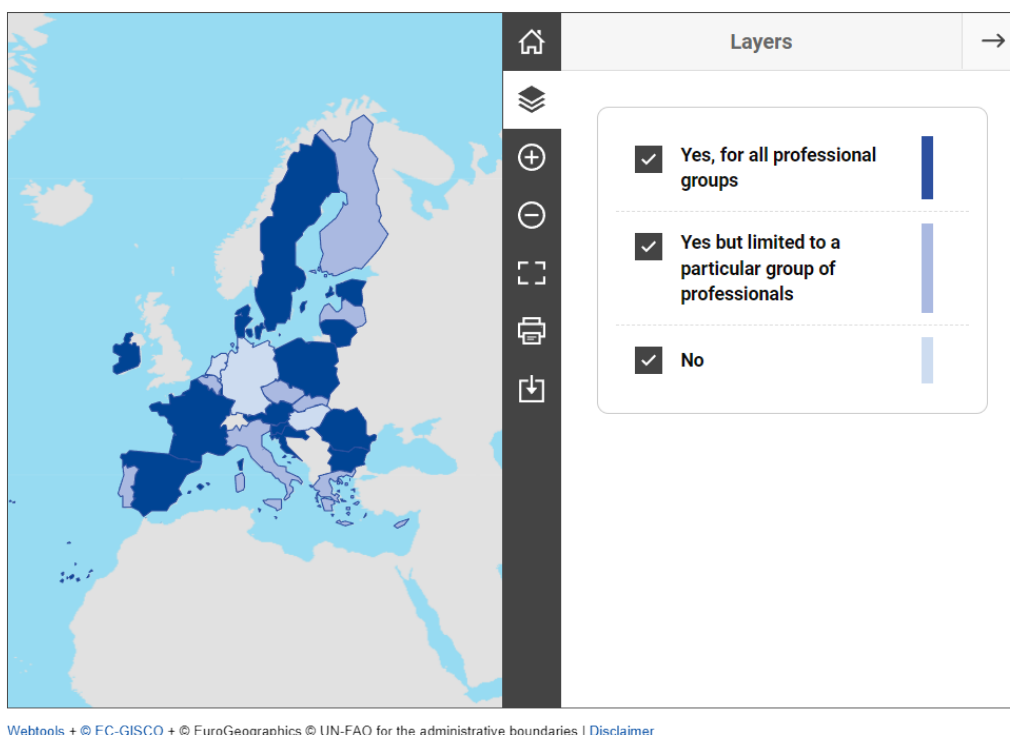 Layers
Yes, for all professional
groups
Yes but limited to a
particular group of
professionals
No
Webtools + © EC-GISCO + © EuroGeographics © UN-FAO for the administrative boundaries | Disclaimer